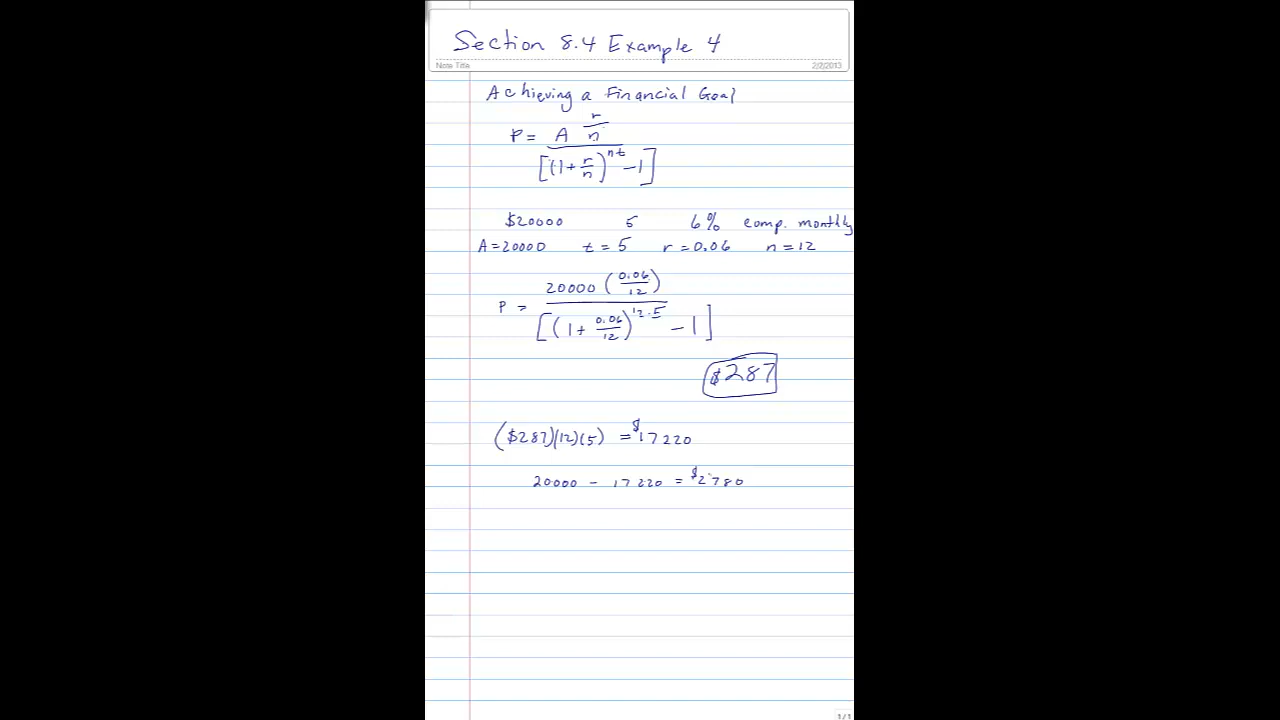 Section 8.4 Example 4
Note Title
2/2/2013
Achieving a Financial Goal
P = A r/n / [(1 + r/n)^nt − 1]
$20000 5 6% comp. monthly
A = 20000 t = 5 r = 0.06 n = 12
P = 20000 (0.06/12) / [(1 + 0.06/12)^12·5 − 1]
$287
($287)(12)(5) = $17220
20000 − 17220 = $2780
1/1